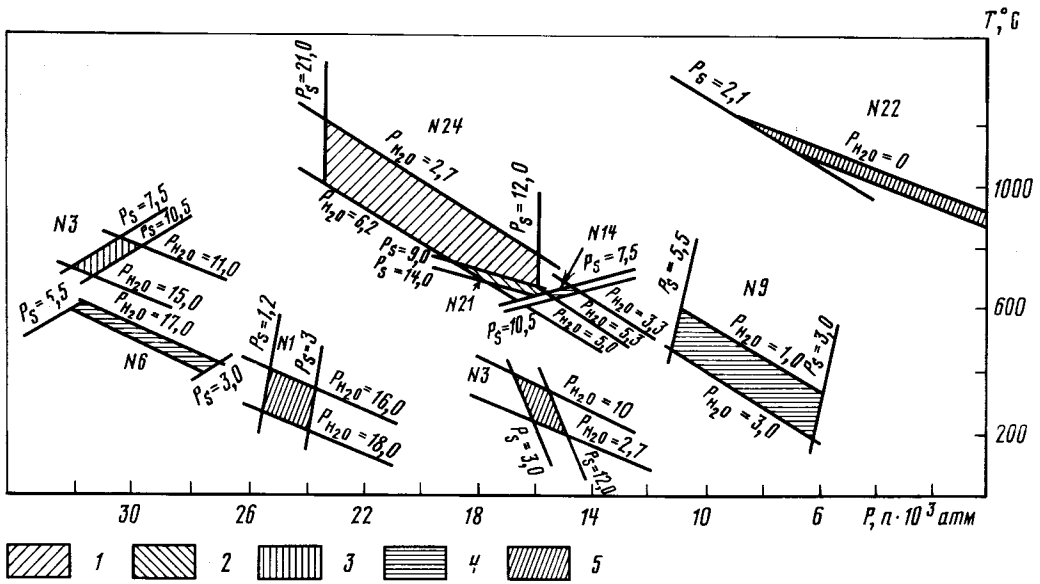 T,°C
P_S=21,0
N24
P_S=2,1
N22
P_H2O=2,7
P_H2O=0
1000
P_S=12,0
P_H2O=6,2
P_S=7,5
N3
P_S=10,5
P_H2O=11,0
P_S=9,0
P_S=14,0
N14
P_S=7,5
P_S=5,5
N9
P_H2O=15,0
P_S=5,5
P_H2O=17,0
N21
P_S=10,5
P_H2O=5,0
P_H2O=5,3
P_H2O=3,3
600
P_H2O=1,0
P_S=3,0
N6
P_S=3,0
P_S=1,2
N1
P_S=3
P_H2O=16,0
P_H2O=18,0
N3
P_H2O=10
P_H2O=2,7
P_S=3,0
P_S=12,0
P_H2O=3,0
200
30 26 22 18 14 10 6 P, п·10³ атм
1 2 3 4 5